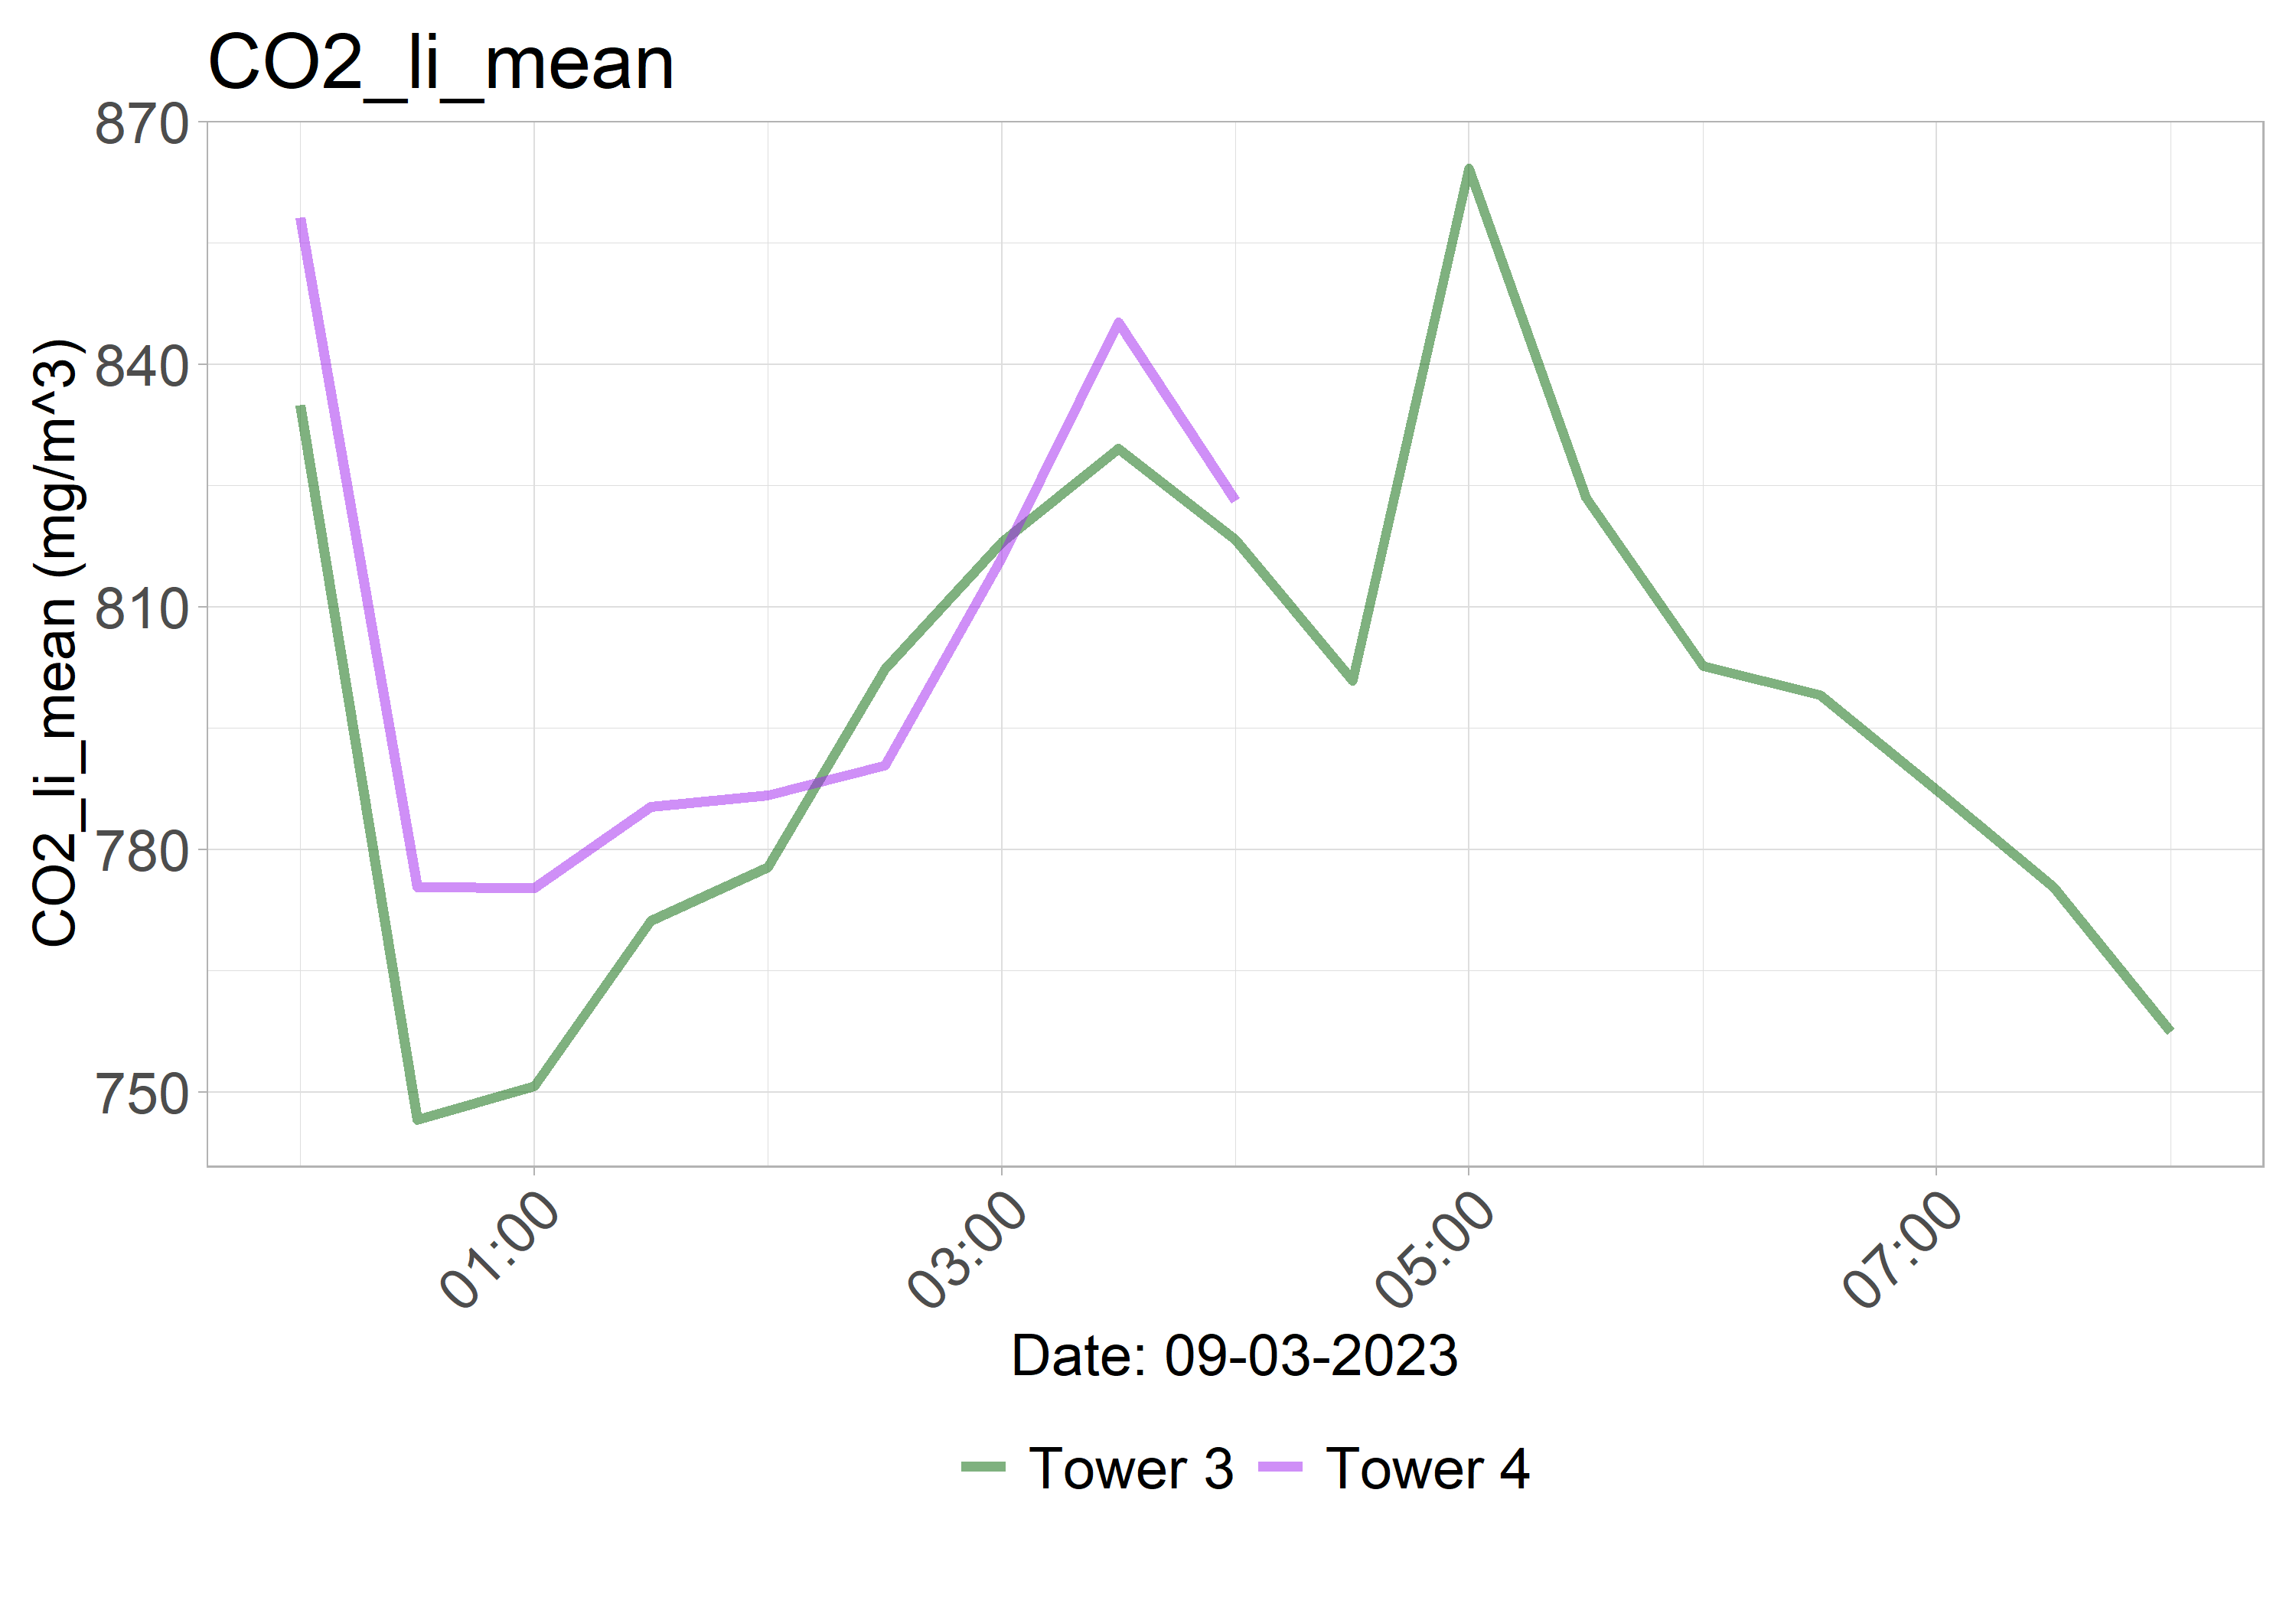 CO2_li_mean
CO2_li_mean (mg/m^3)
870
840
810
780
750
01:00
03:00
05:00
07:00
Date: 09-03-2023
Tower 3
Tower 4